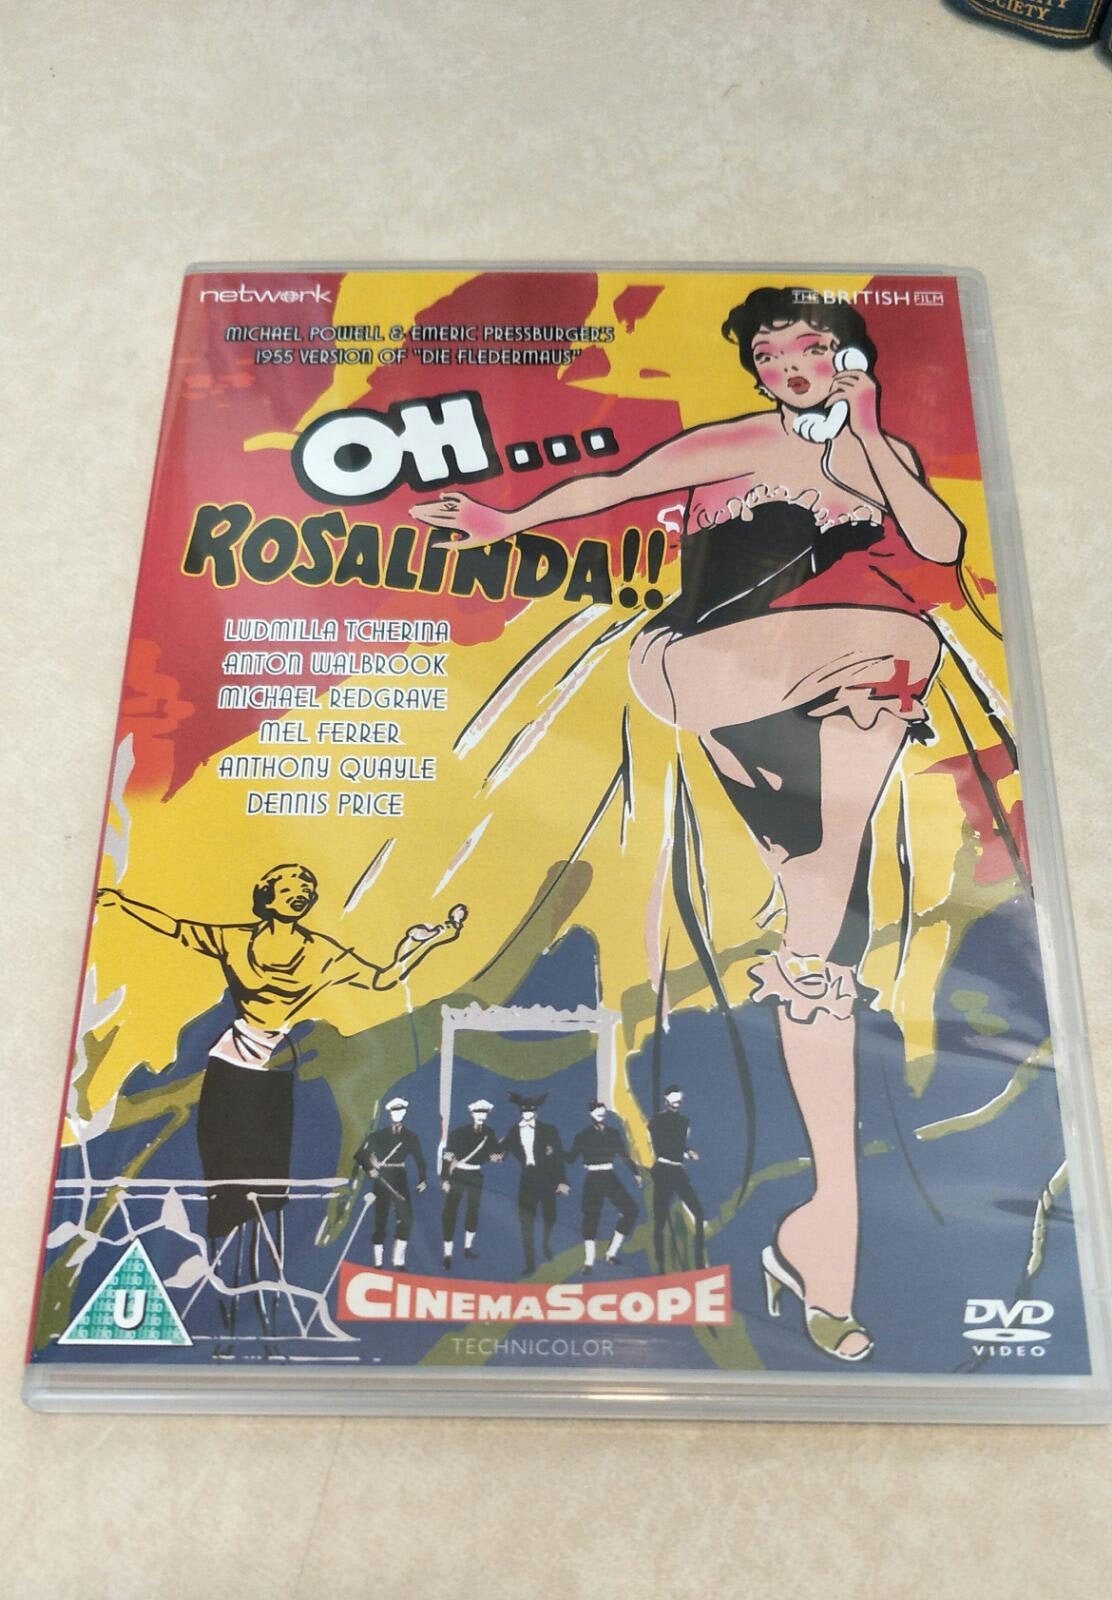 CIETY
network
THE BRITISH FILM
MICHAEL POWELL & EMERIC PRESSBURGER'S
1955 VERSION OF "DIE FLEDERMAUS"
OH...
ROSALINDA!!
LUDMILLA TCHERINA
ANTON WALBROOK
MICHAEL REDGRAVE
MEL FERRER
ANTHONY QUAYLE
DENNIS PRICE
U
CINEMASCOPE
TECHNICOLOR
DVD
VIDEO